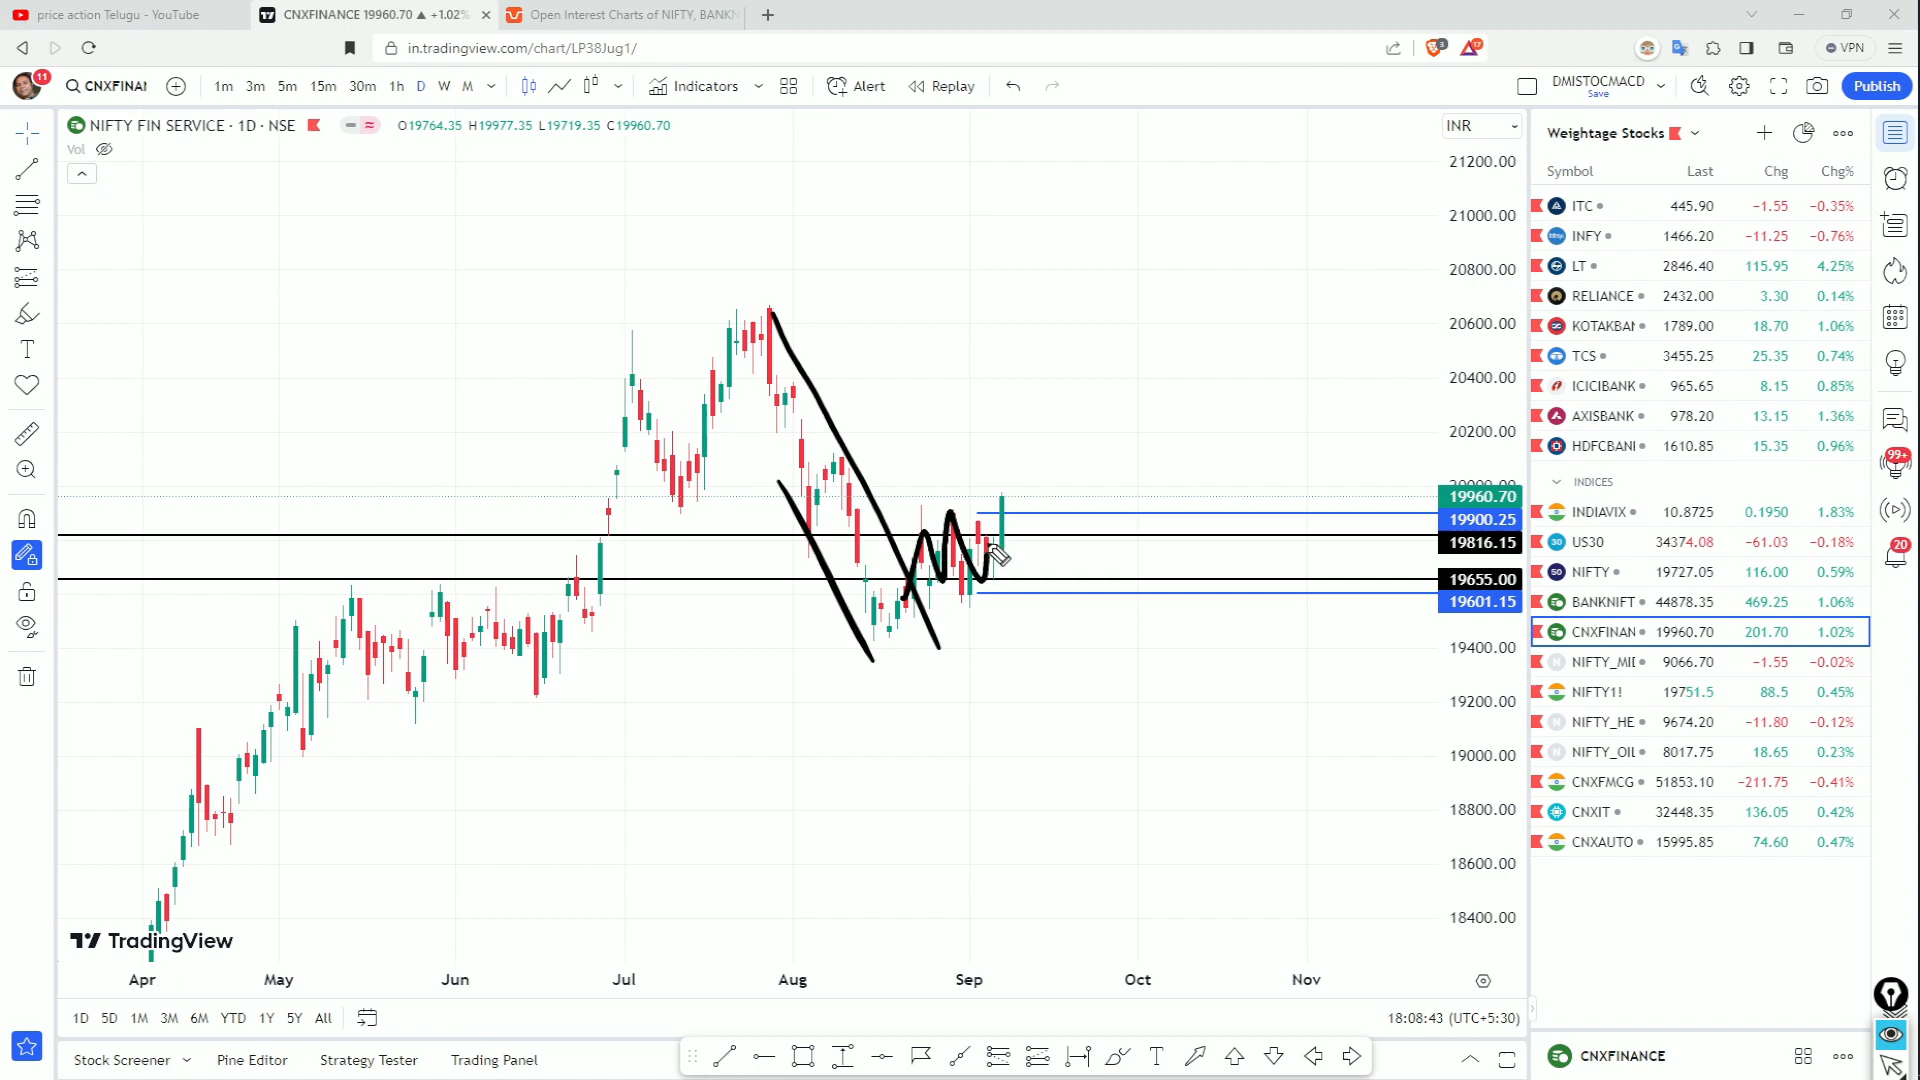 price action Telugu - YouTube
CNXFINANCE 19960.70 ▲ +1.02%
Open Interest Charts of NIFTY, BANKN
in.tradingview.com/chart/LP38Jug1/
3
17
VPN
11
CNXFINAN
1m 3m 5m 15m 30m 1h D W M
Indicators
Alert
Replay
DMISTOCMACD
Save
Publish
NIFTY FIN SERVICE · 1D · NSE
O19764.35 H19977.35 L19719.35 C19960.70
INR
Vol
21200.00
21000.00
20800.00
20600.00
20400.00
20200.00
20000.00
19960.70
19900.25
19816.15
19655.00
19601.15
19400.00
19200.00
19000.00
18800.00
18600.00
18400.00
TradingView
Apr May Jun Jul Aug Sep Oct Nov
1D 5D 1M 3M 6M YTD 1Y 5Y All
18:08:43 (UTC+5:30)
Stock Screener Pine Editor Strategy Tester Trading Panel
Weightage Stocks
Symbol Last Chg Chg%
ITC 445.90 −1.55 −0.35%
INFY 1466.20 −11.25 −0.76%
LT 2846.40 115.95 4.25%
RELIANCE 2432.00 3.30 0.14%
KOTAKBAN 1789.00 18.70 1.06%
TCS 3455.25 25.35 0.74%
ICICIBANK 965.65 8.15 0.85%
AXISBANK 978.20 13.15 1.36%
HDFCBANI 1610.85 15.35 0.96%
INDICES
INDIAVIX 10.8725 0.1950 1.83%
US30 34374.08 −61.03 −0.18%
NIFTY 19727.05 116.00 0.59%
BANKNIFT 44878.35 469.25 1.06%
CNXFINAN 19960.70 201.70 1.02%
NIFTY_MID 9066.70 −1.55 −0.02%
NIFTY1! 19751.5 88.5 0.45%
NIFTY_HE 9674.20 −11.80 −0.12%
NIFTY_OIL 8017.75 18.65 0.23%
CNXFMCG 51853.10 −211.75 −0.41%
CNXIT 32448.35 136.05 0.42%
CNXAUTO 15995.85 74.60 0.47%
99+
20
CNXFINANCE